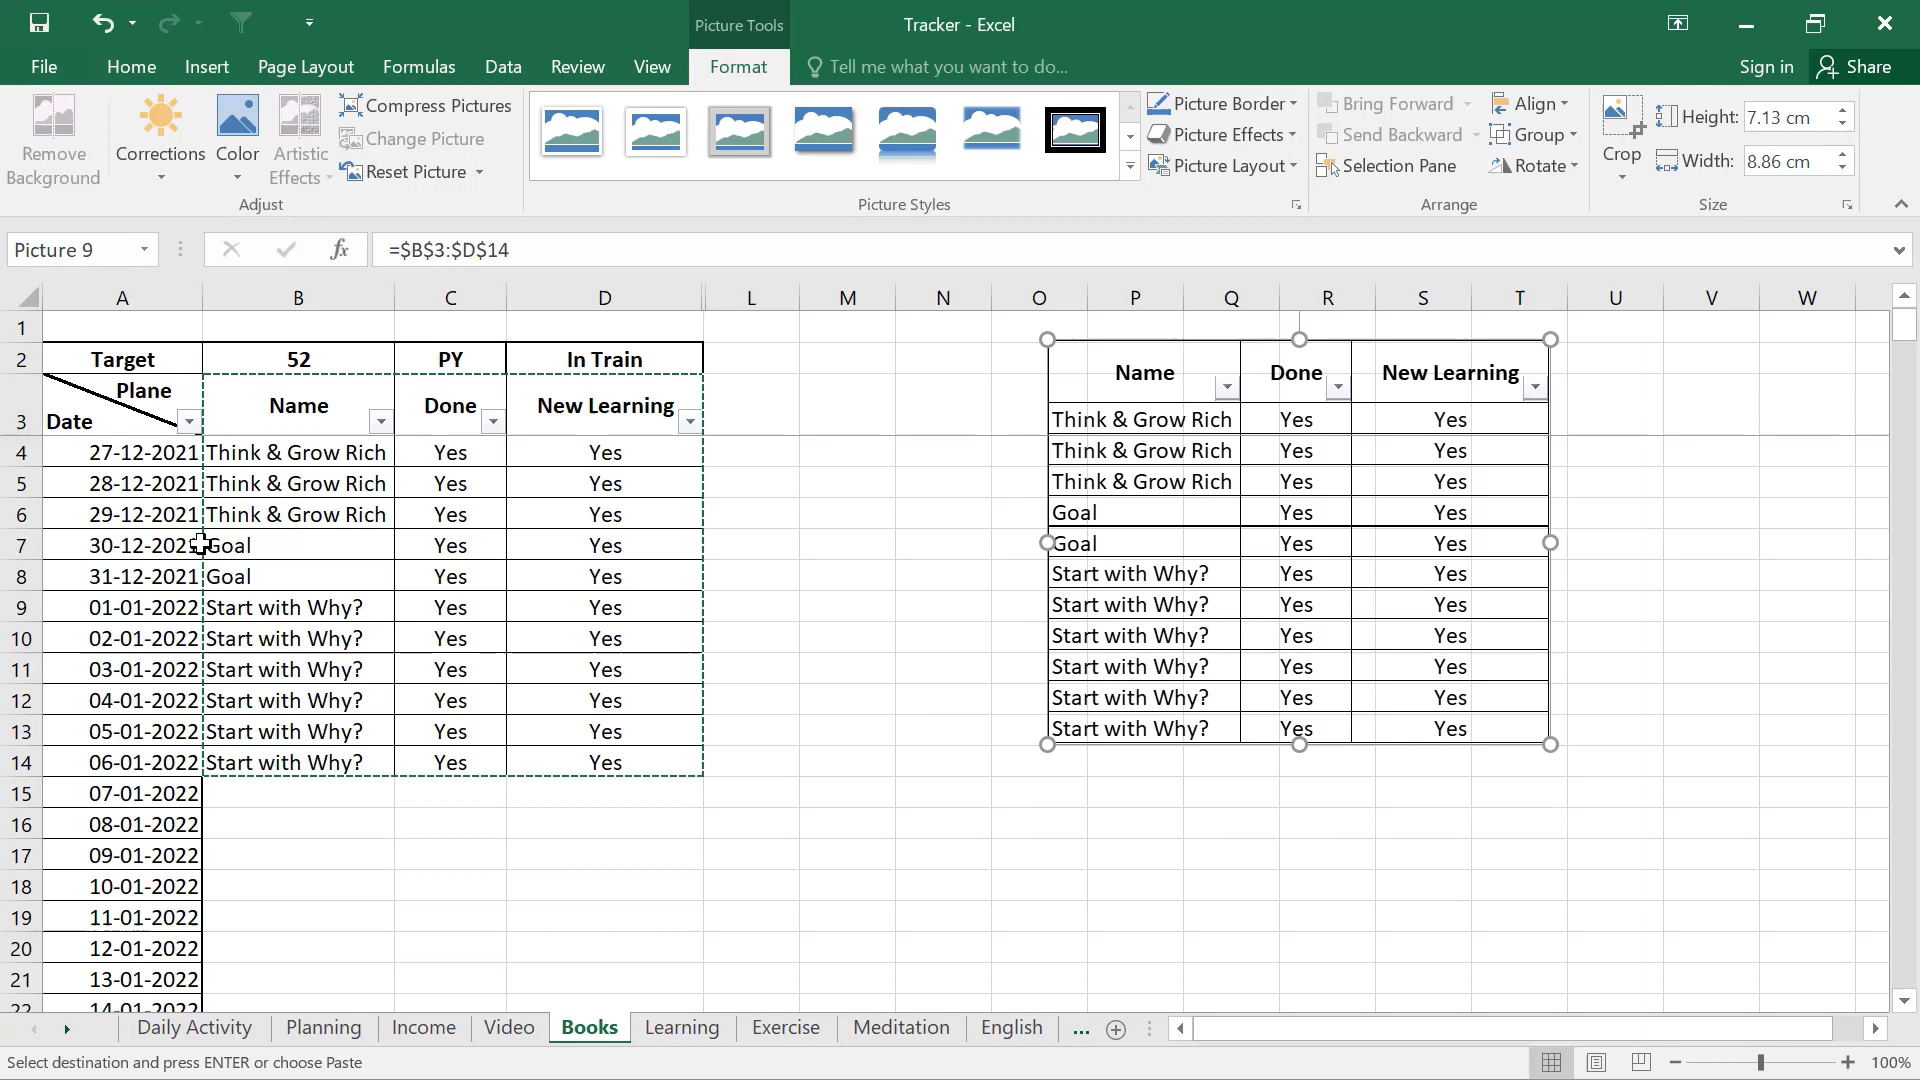 Picture Tools
Tracker - Excel
File Home Insert Page Layout Formulas Data Review View Format Tell me what you want to do... Sign in Share
Remove Background
Corrections
Color
Artistic Effects
Compress Pictures
Change Picture
Reset Picture
Adjust
Picture Styles
Picture Border
Picture Effects
Picture Layout
Bring Forward
Send Backward
Selection Pane
Align
Group
Rotate
Arrange
Crop
Height: 7.13 cm
Width: 8.86 cm
Size
Picture 9 fx =$B$3:$D$14
A B C D L M N O P Q R S T U V W
1
2 Target 52 PY In Train
3 Plane Date Name Done New Learning
4 27-12-2021 Think & Grow Rich Yes Yes
5 28-12-2021 Think & Grow Rich Yes Yes
6 29-12-2021 Think & Grow Rich Yes Yes
7 30-12-2021 Goal Yes Yes
8 31-12-2021 Goal Yes Yes
9 01-01-2022 Start with Why? Yes Yes
10 02-01-2022 Start with Why? Yes Yes
11 03-01-2022 Start with Why? Yes Yes
12 04-01-2022 Start with Why? Yes Yes
13 05-01-2022 Start with Why? Yes Yes
14 06-01-2022 Start with Why? Yes Yes
15 07-01-2022
16 08-01-2022
17 09-01-2022
18 10-01-2022
19 11-01-2022
20 12-01-2022
21 13-01-2022
22 14-01-2022
Name Done New Learning
Think & Grow Rich Yes Yes
Think & Grow Rich Yes Yes
Think & Grow Rich Yes Yes
Goal Yes Yes
Goal Yes Yes
Start with Why? Yes Yes
Start with Why? Yes Yes
Start with Why? Yes Yes
Start with Why? Yes Yes
Start with Why? Yes Yes
Start with Why? Yes Yes
Daily Activity Planning Income Video Books Learning Exercise Meditation English ...
Select destination and press ENTER or choose Paste
100%